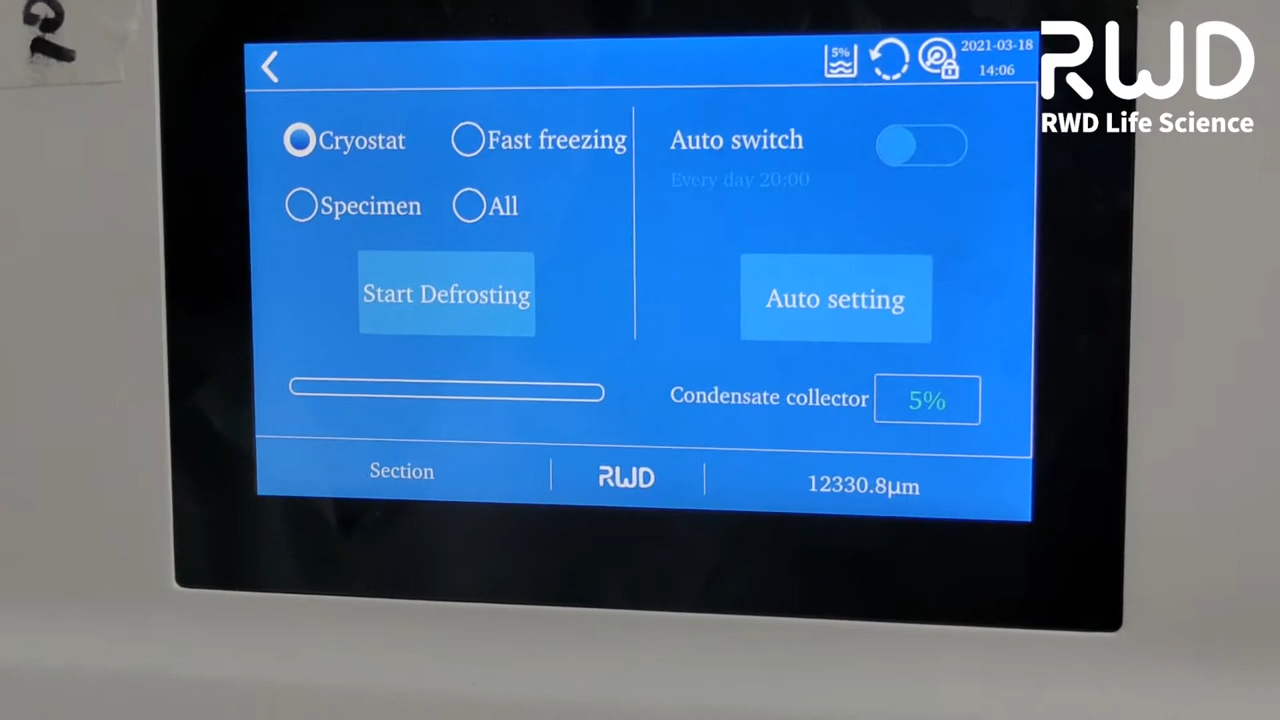 5%
2021-03-18
14:06
RWD
RWD Life Science
Cryostat
Fast freezing
Specimen
All
Start Defrosting
Auto switch
Every day 20:00
Auto setting
Condensate collector 5%
Section
RWD
12330.8μm